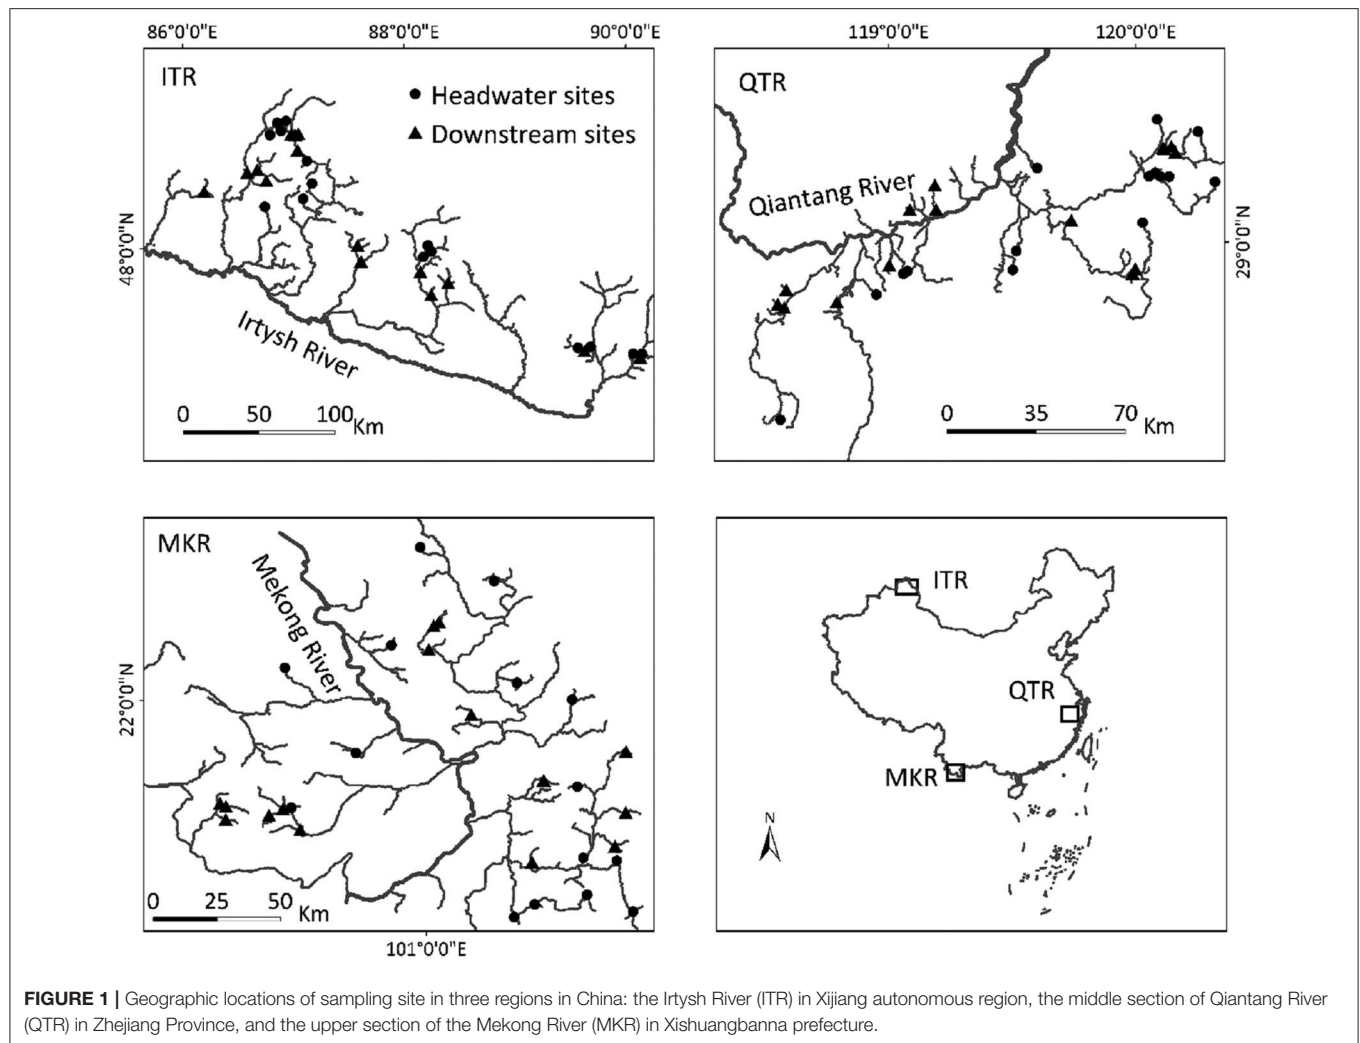 86°0'0"E 88°0'0"E 90°0'0"E
119°0'0"E 120°0'0"E
ITR
Headwater sites
Downstream sites
48°0'0"N
Irtysh River
0 50 100
Km
QTR
Qiantang River
29°0'0"N
0 35 70
Km
MKR
Mekong River
22°0'0"N
0 25 50
Km
101°0'0"E
ITR
QTR
MKR
N
FIGURE 1 | Geographic locations of sampling site in three regions in China: the Irtysh River (ITR) in Xijiang autonomous region, the middle section of Qiantang River
(QTR) in Zhejiang Province, and the upper section of the Mekong River (MKR) in Xishuangbanna prefecture.